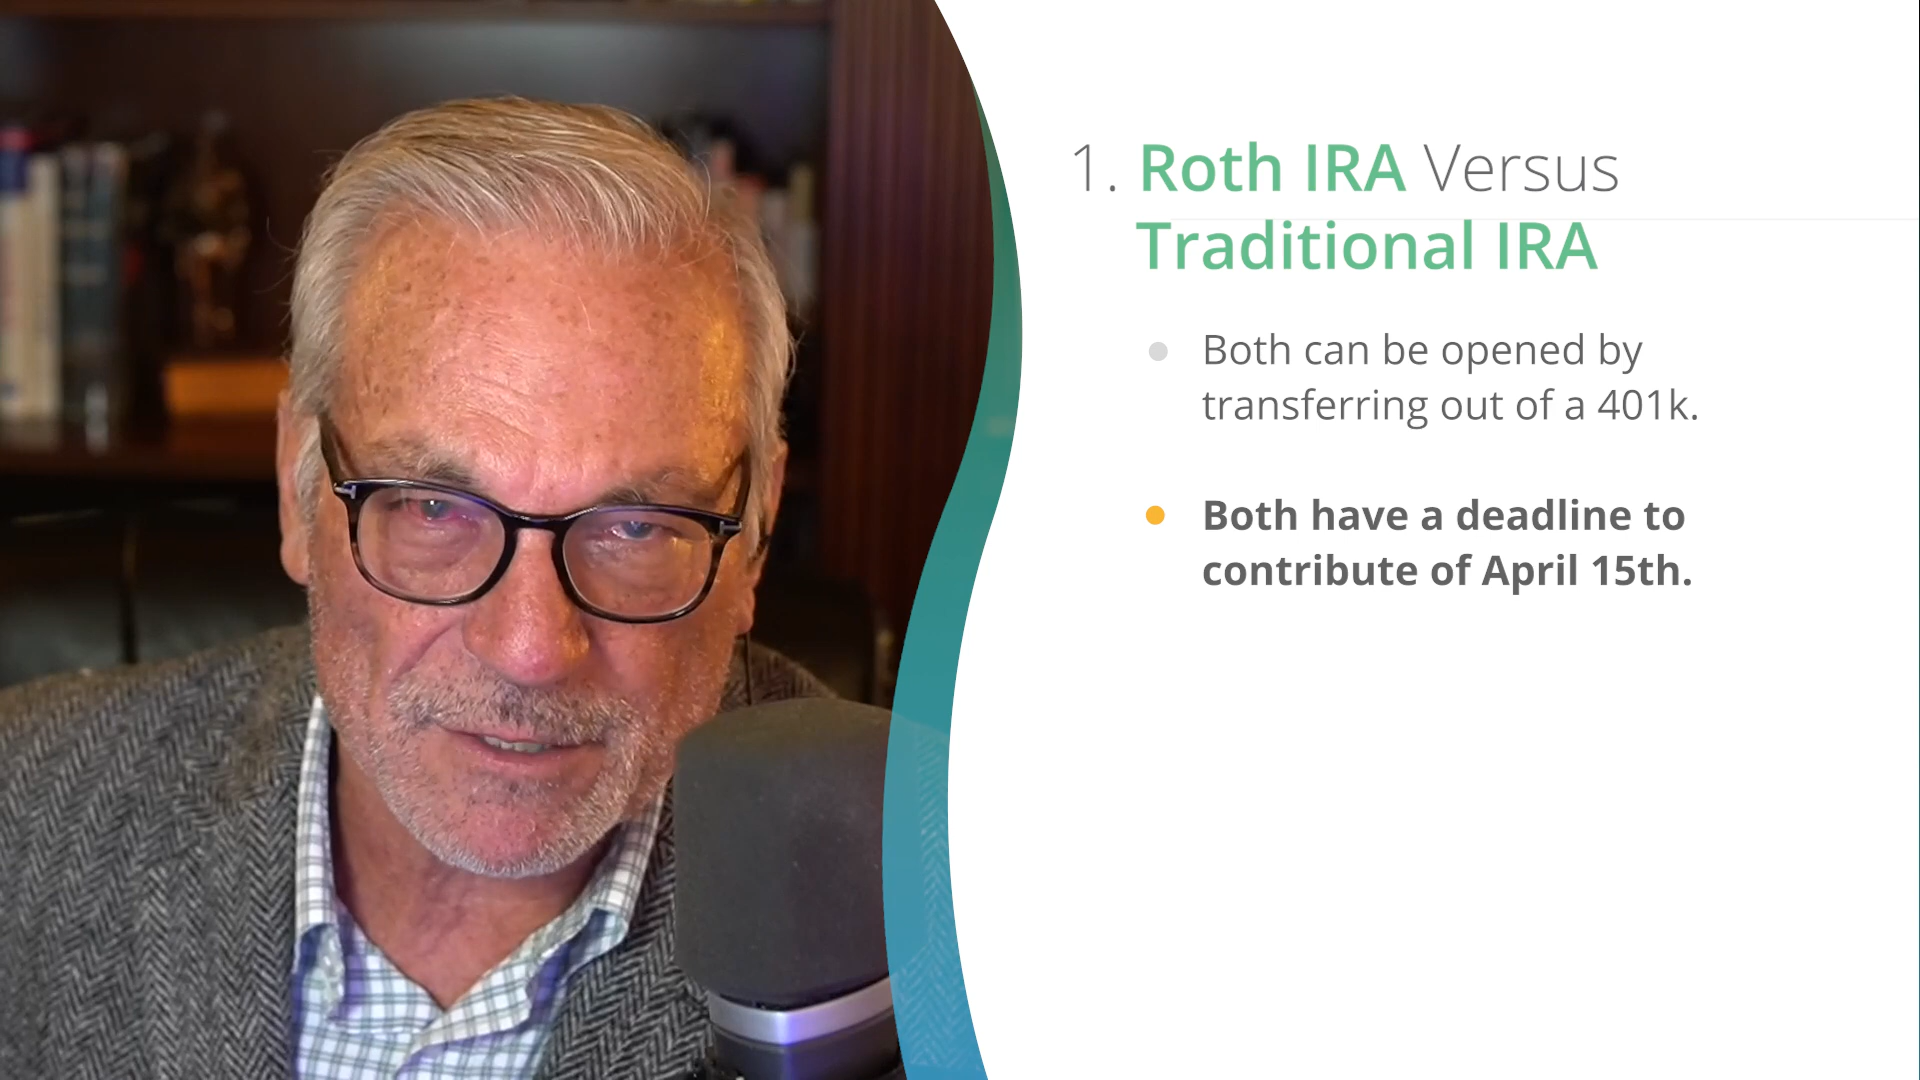 1. Roth IRA Versus
Traditional IRA
Both can be opened by
transferring out of a 401k.
Both have a deadline to
contribute of April 15th.